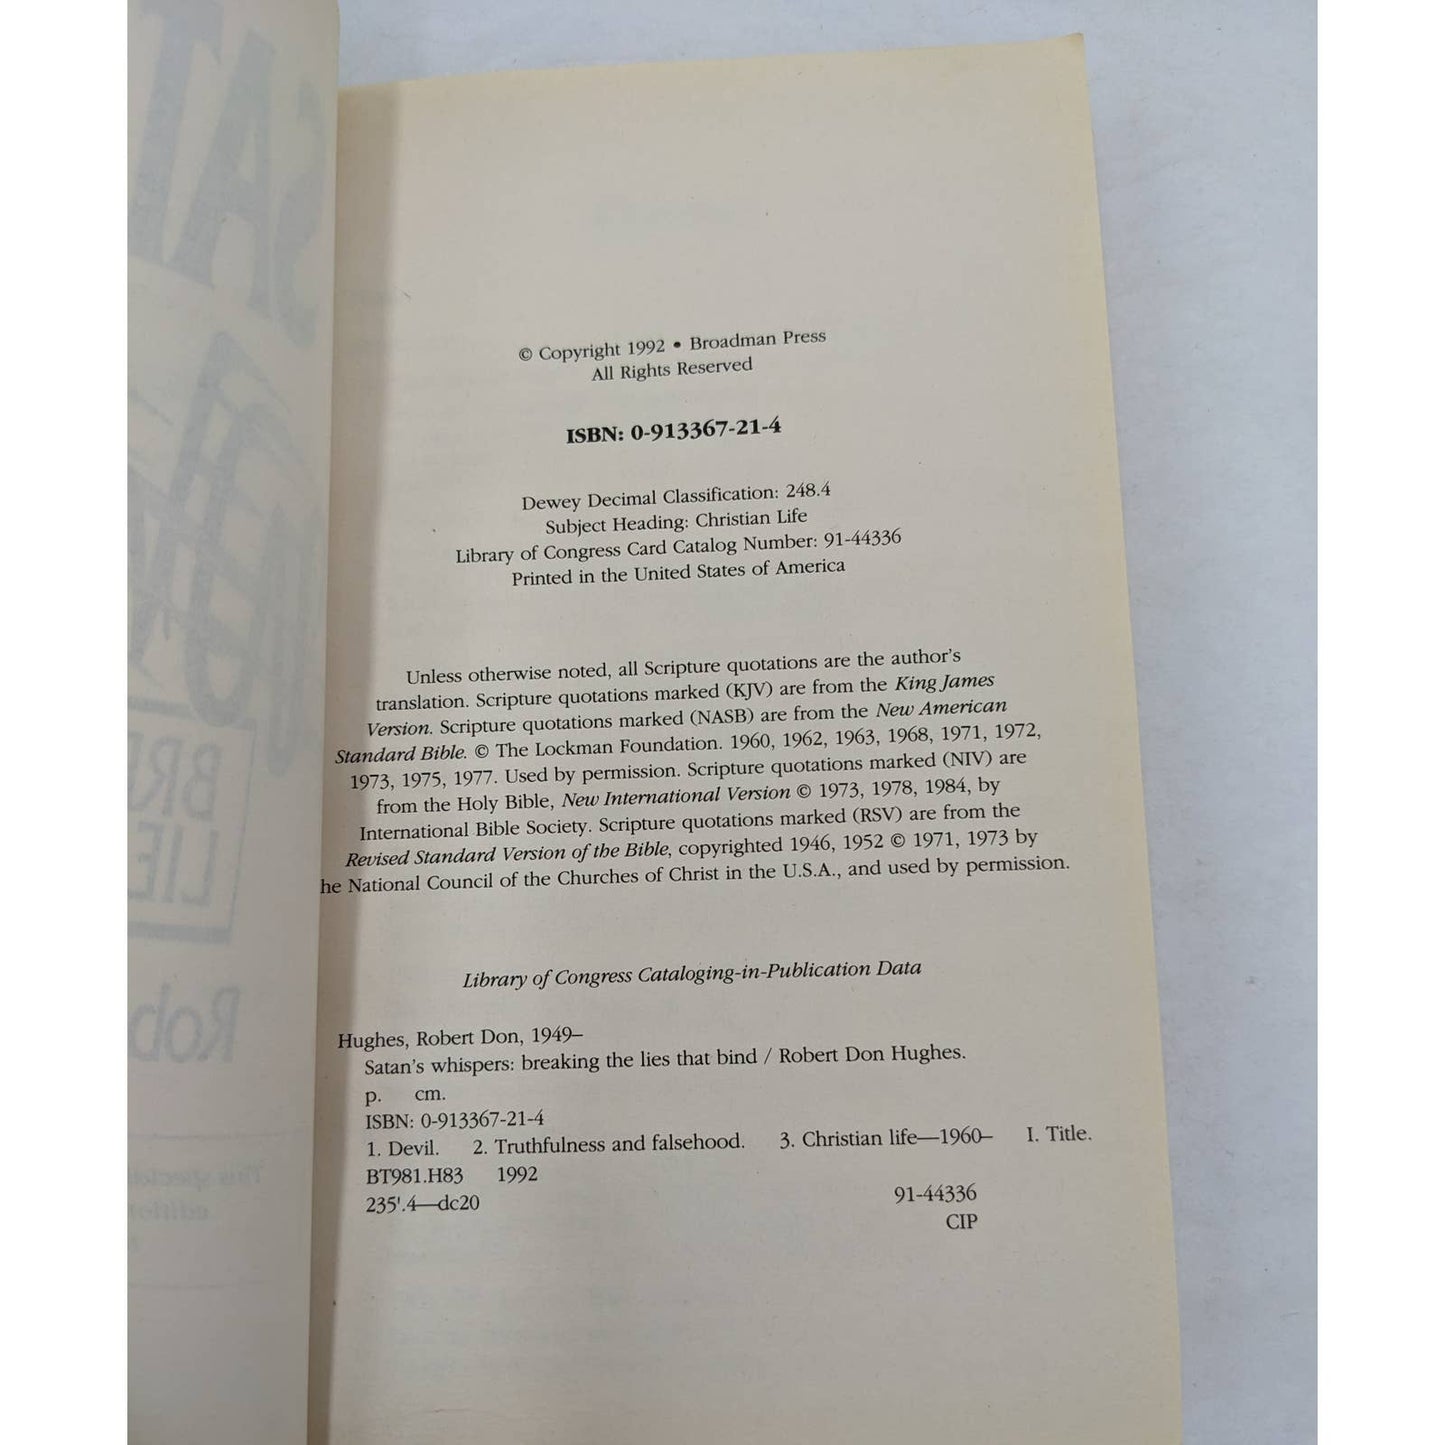 © Copyright 1992 • Broadman Press
All Rights Reserved
ISBN: 0-913367-21-4
Dewey Decimal Classification: 248.4
Subject Heading: Christian Life
Library of Congress Card Catalog Number: 91-44336
Printed in the United States of America
Unless otherwise noted, all Scripture quotations are the author's
translation. Scripture quotations marked (KJV) are from the King James
Version. Scripture quotations marked (NASB) are from the New American
Standard Bible. © The Lockman Foundation. 1960, 1962, 1963, 1968, 1971, 1972,
1973, 1975, 1977. Used by permission. Scripture quotations marked (NIV) are
from the Holy Bible, New International Version © 1973, 1978, 1984, by
International Bible Society. Scripture quotations marked (RSV) are from the
Revised Standard Version of the Bible, copyrighted 1946, 1952 © 1971, 1973 by
he National Council of the Churches of Christ in the U.S.A., and used by permission.
Library of Congress Cataloging-in-Publication Data
Hughes, Robert Don, 1949–
Satan's whispers: breaking the lies that bind / Robert Don Hughes.
p. cm.
ISBN: 0-913367-21-4
1. Devil. 2. Truthfulness and falsehood. 3. Christian life—1960– I. Title.
BT981.H83 1992
235'.4—dc20 91-44336
CIP